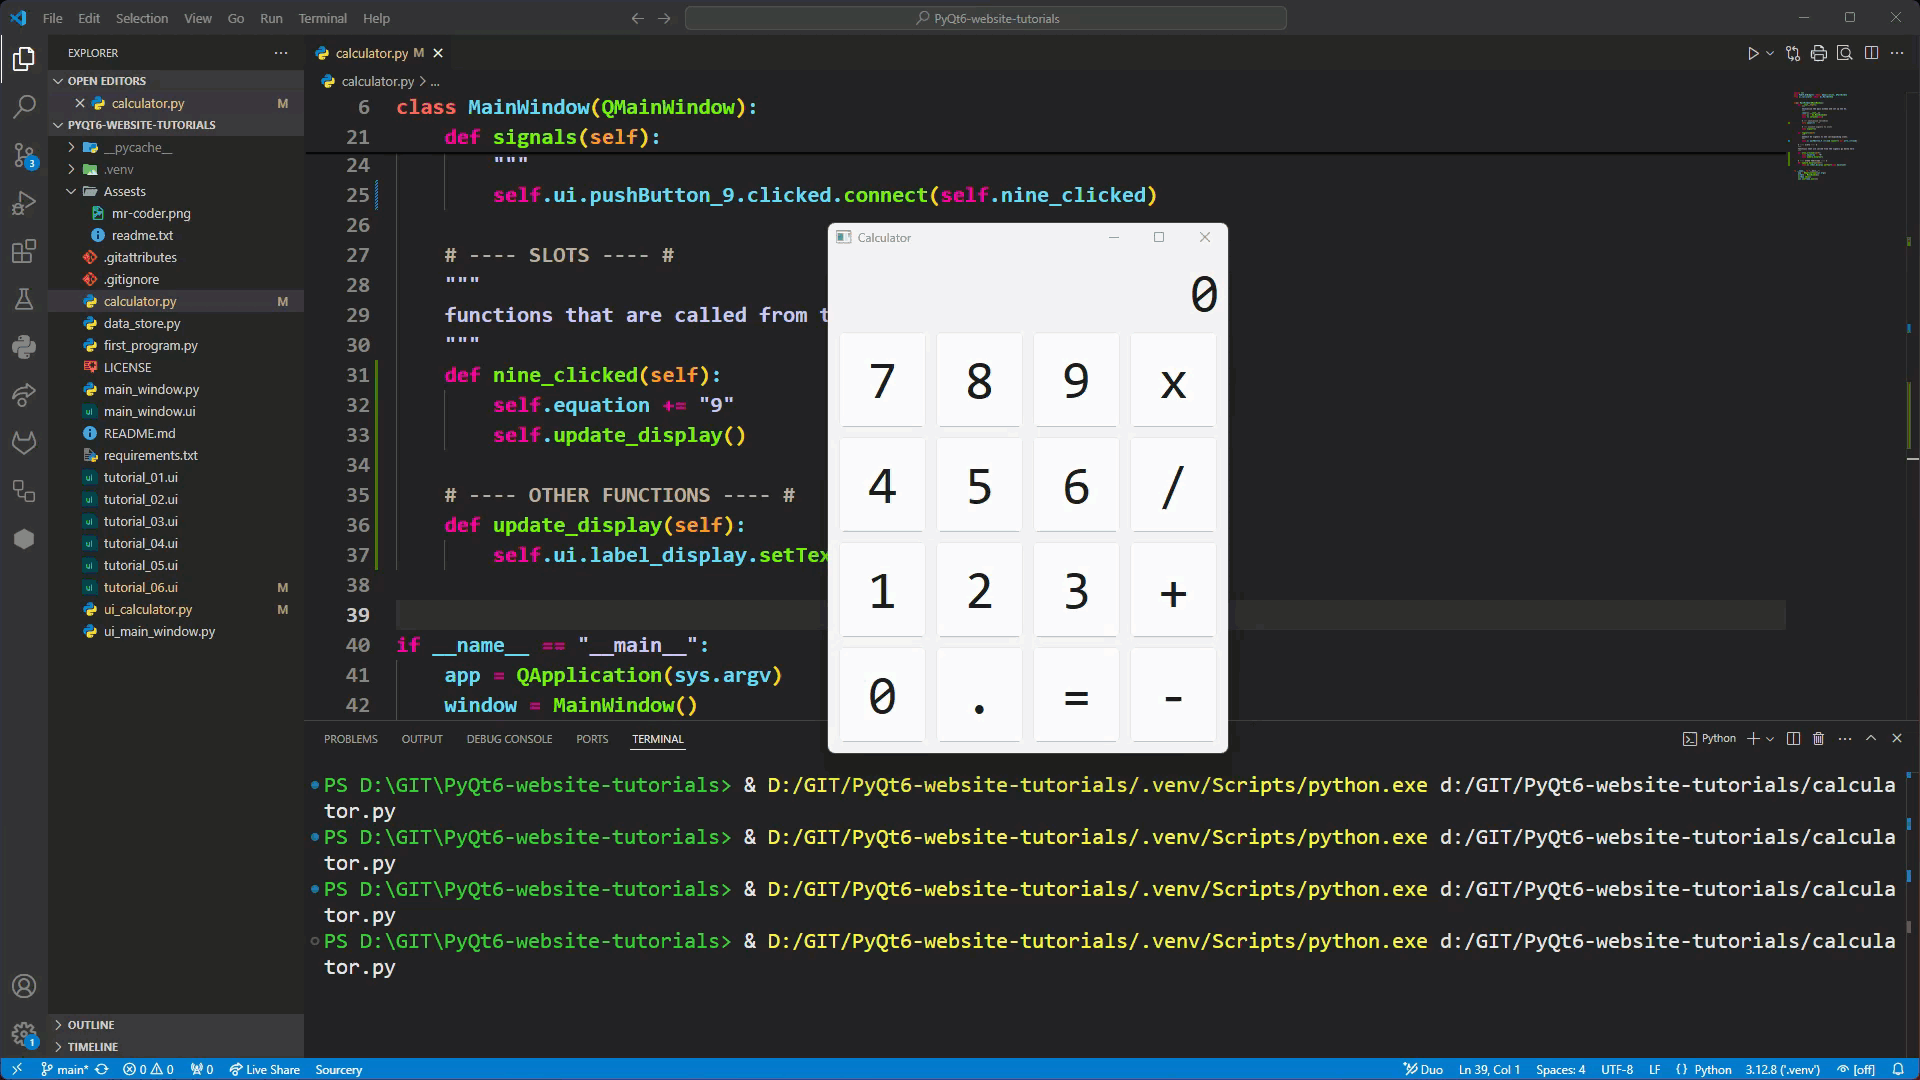 File Edit Selection View Go Run Terminal Help
PyQt6-website-tutorials
EXPLORER
OPEN EDITORS
calculator.py M
PYQT6-WEBSITE-TUTORIALS
__pycache__
.venv
Assests
mr-coder.png
readme.txt
.gitattributes
.gitignore
calculator.py M
data_store.py
first_program.py
LICENSE
main_window.py
main_window.ui
README.md
requirements.txt
tutorial_01.ui
tutorial_02.ui
tutorial_03.ui
tutorial_04.ui
tutorial_05.ui
tutorial_06.ui M
ui_calculator.py M
ui_main_window.py
OUTLINE
TIMELINE
calculator.py M
calculator.py > ...
6 class MainWindow(QMainWindow):
21 def signals(self):
24 """
25 self.ui.pushButton_9.clicked.connect(self.nine_clicked)
26
27 # ---- SLOTS ---- #
28 """
29 functions that are called from t
30 """
31 def nine_clicked(self):
32 self.equation += "9"
33 self.update_display()
34
35 # ---- OTHER FUNCTIONS ---- #
36 def update_display(self):
37 self.ui.label_display.setTex
38
39
40 if __name__ == "__main__":
41 app = QApplication(sys.argv)
42 window = MainWindow()
Calculator
0
7 8 9 x
4 5 6 /
1 2 3 +
0 . = -
PROBLEMS OUTPUT DEBUG CONSOLE PORTS TERMINAL
Python
PS D:\GIT\PyQt6-website-tutorials> & D:/GIT/PyQt6-website-tutorials/.venv/Scripts/python.exe d:/GIT/PyQt6-website-tutorials/calcula
tor.py
PS D:\GIT\PyQt6-website-tutorials> & D:/GIT/PyQt6-website-tutorials/.venv/Scripts/python.exe d:/GIT/PyQt6-website-tutorials/calcula
tor.py
PS D:\GIT\PyQt6-website-tutorials> & D:/GIT/PyQt6-website-tutorials/.venv/Scripts/python.exe d:/GIT/PyQt6-website-tutorials/calcula
tor.py
PS D:\GIT\PyQt6-website-tutorials> & D:/GIT/PyQt6-website-tutorials/.venv/Scripts/python.exe d:/GIT/PyQt6-website-tutorials/calcula
tor.py
3
1
main* 0 0 0 Live Share Sourcery Duo Ln 39, Col 1 Spaces: 4 UTF-8 LF {} Python 3.12.8 ('.venv') [off]